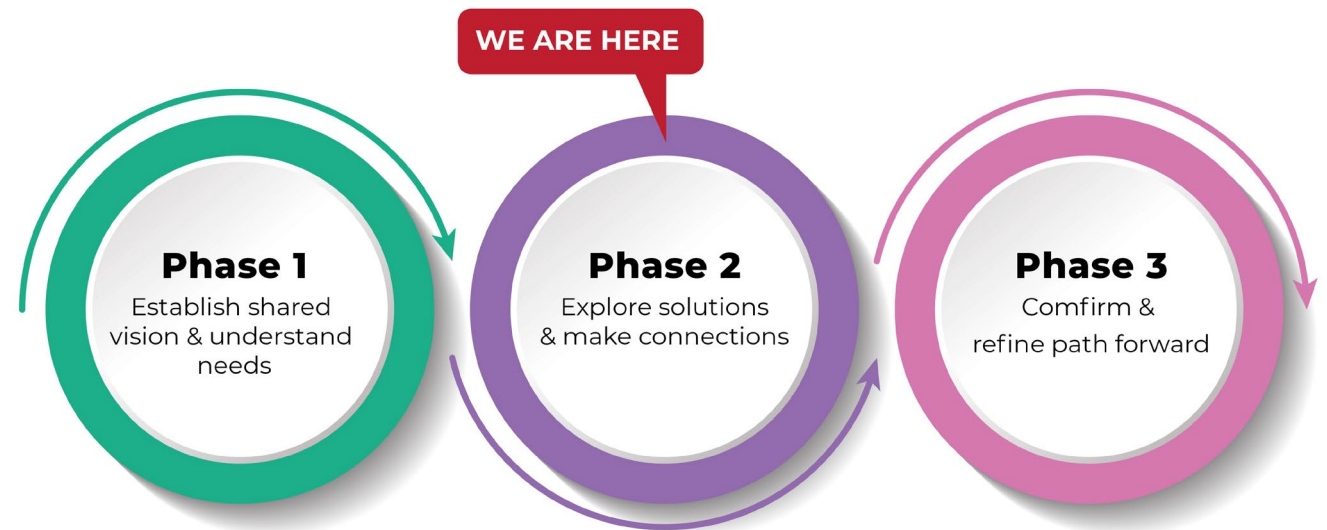 WE ARE HERE
Phase 1
Establish shared
vision & understand
needs
Phase 2
Explore solutions
& make connections
Phase 3
Comfirm &
refine path forward